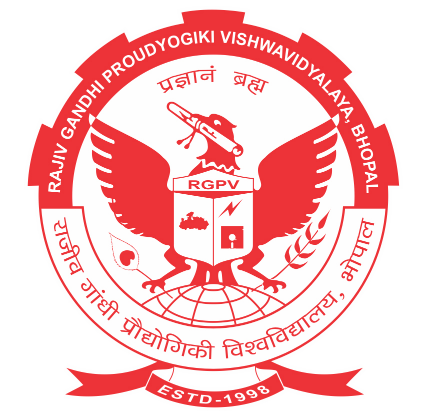 RAJIV GANDHI PROUDYOGIKI VISHWAVIDYALAYA, BHOPAL
प्रज्ञानं ब्रह्म
RGPV
राजीव गांधी प्रौद्योगिकी विश्वविद्यालय, भोपाल
ESTD-1998